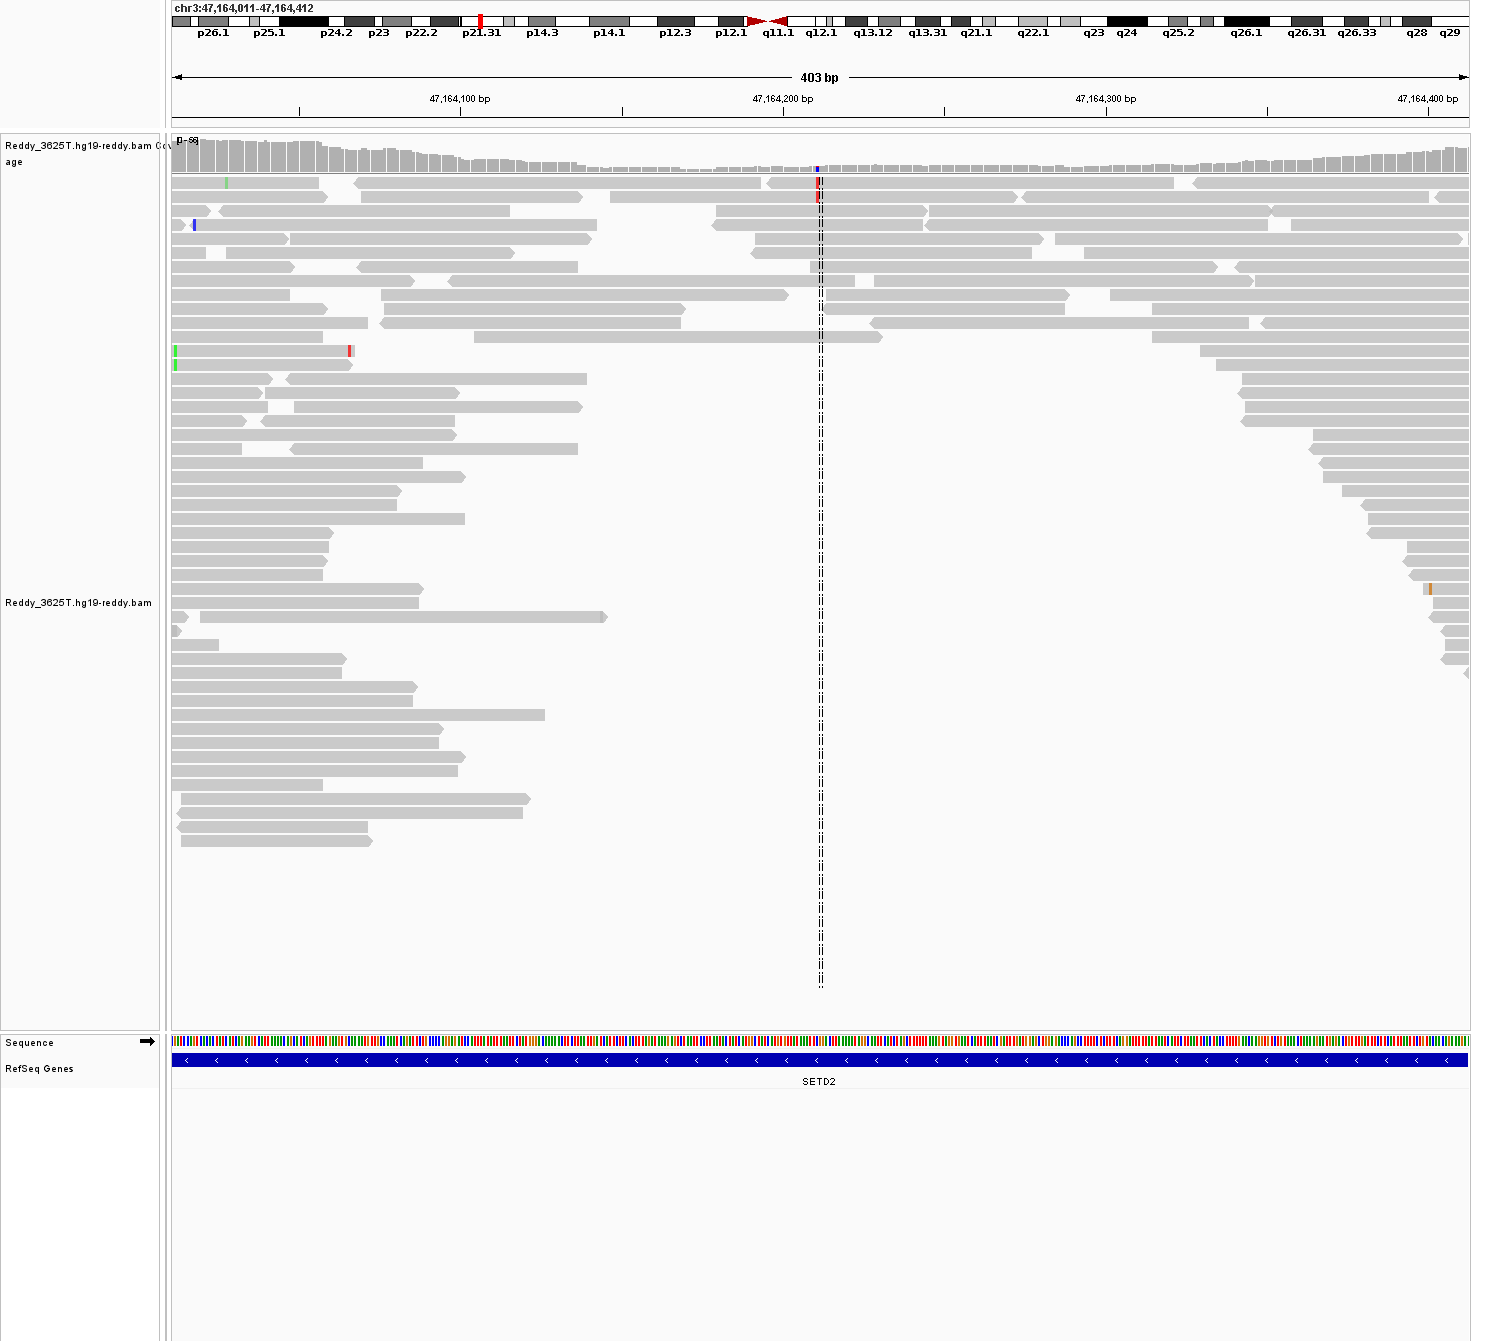 chr3:47,164,011-47,164,412
p26.1 p25.1 p24.2 p23 p22.2 p21.31 p14.3 p14.1 p12.3 p12.1 q11.1 q12.1 q13.12 q13.31 q21.1 q22.1 q23 q24 q25.2 q26.1 q26.31 q26.33 q28 q29
403 bp
47,164,100 bp 47,164,200 bp 47,164,300 bp 47,164,400 bp
Reddy_3625T.hg19-reddy.bam Cov
age
Reddy_3625T.hg19-reddy.bam
Sequence
RefSeq Genes
SETD2